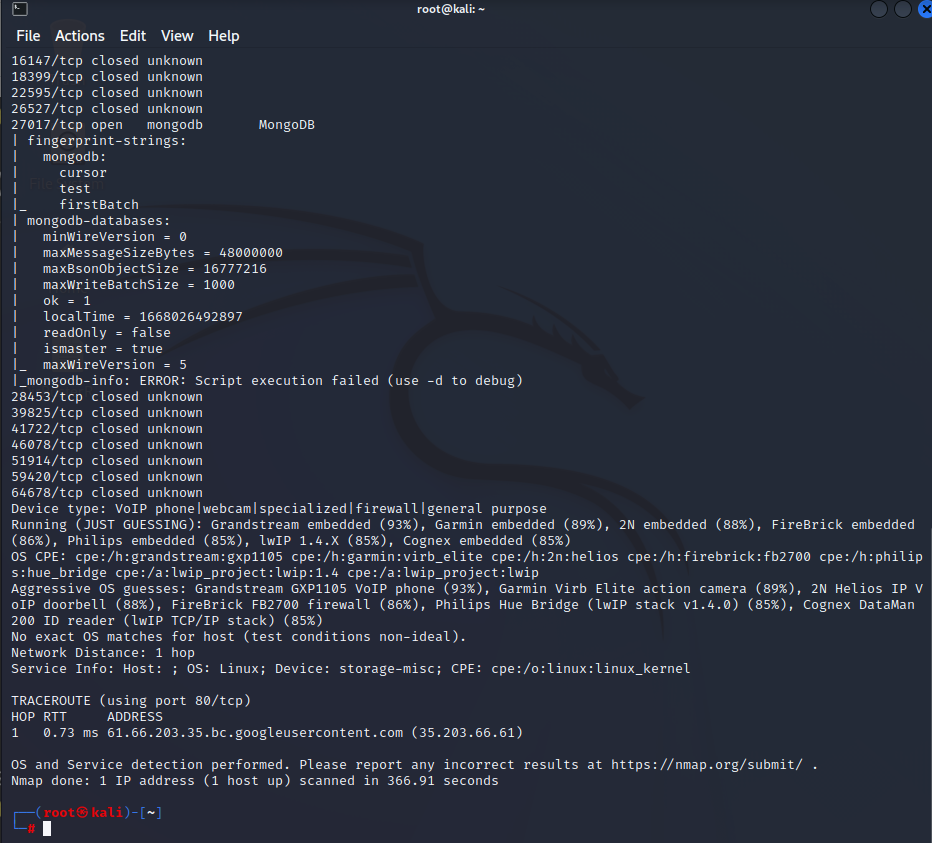 root@kali: ~
File Actions Edit View Help
16147/tcp closed unknown
18399/tcp closed unknown
22595/tcp closed unknown
26527/tcp closed unknown
27017/tcp open mongodb MongoDB
| fingerprint-strings:
| mongodb:
| cursor
| test
|_ firstBatch
| mongodb-databases:
| minWireVersion = 0
| maxMessageSizeBytes = 48000000
| maxBsonObjectSize = 16777216
| maxWriteBatchSize = 1000
| ok = 1
| localTime = 1668026492897
| readOnly = false
| ismaster = true
|_ maxWireVersion = 5
|_mongodb-info: ERROR: Script execution failed (use -d to debug)
28453/tcp closed unknown
39825/tcp closed unknown
41722/tcp closed unknown
46078/tcp closed unknown
51914/tcp closed unknown
59420/tcp closed unknown
64678/tcp closed unknown
Device type: VoIP phone|webcam|specialized|firewall|general purpose
Running (JUST GUESSING): Grandstream embedded (93%), Garmin embedded (89%), 2N embedded (88%), FireBrick embedded
(86%), Philips embedded (85%), lwIP 1.4.X (85%), Cognex embedded (85%)
OS CPE: cpe:/h:grandstream:gxp1105 cpe:/h:garmin:virb_elite cpe:/h:2n:helios cpe:/h:firebrick:fb2700 cpe:/h:philip
s:hue_bridge cpe:/a:lwip_project:lwip:1.4 cpe:/a:lwip_project:lwip
Aggressive OS guesses: Grandstream GXP1105 VoIP phone (93%), Garmin Virb Elite action camera (89%), 2N Helios IP V
oIP doorbell (88%), FireBrick FB2700 firewall (86%), Philips Hue Bridge (lwIP stack v1.4.0) (85%), Cognex DataMan
200 ID reader (lwIP TCP/IP stack) (85%)
No exact OS matches for host (test conditions non-ideal).
Network Distance: 1 hop
Service Info: Host: ; OS: Linux; Device: storage-misc; CPE: cpe:/o:linux:linux_kernel
TRACEROUTE (using port 80/tcp)
HOP RTT ADDRESS
1 0.73 ms 61.66.203.35.bc.googleusercontent.com (35.203.66.61)
OS and Service detection performed. Please report any incorrect results at https://nmap.org/submit/ .
Nmap done: 1 IP address (1 host up) scanned in 366.91 seconds
┌──(root㉿kali)-[~]
└─#